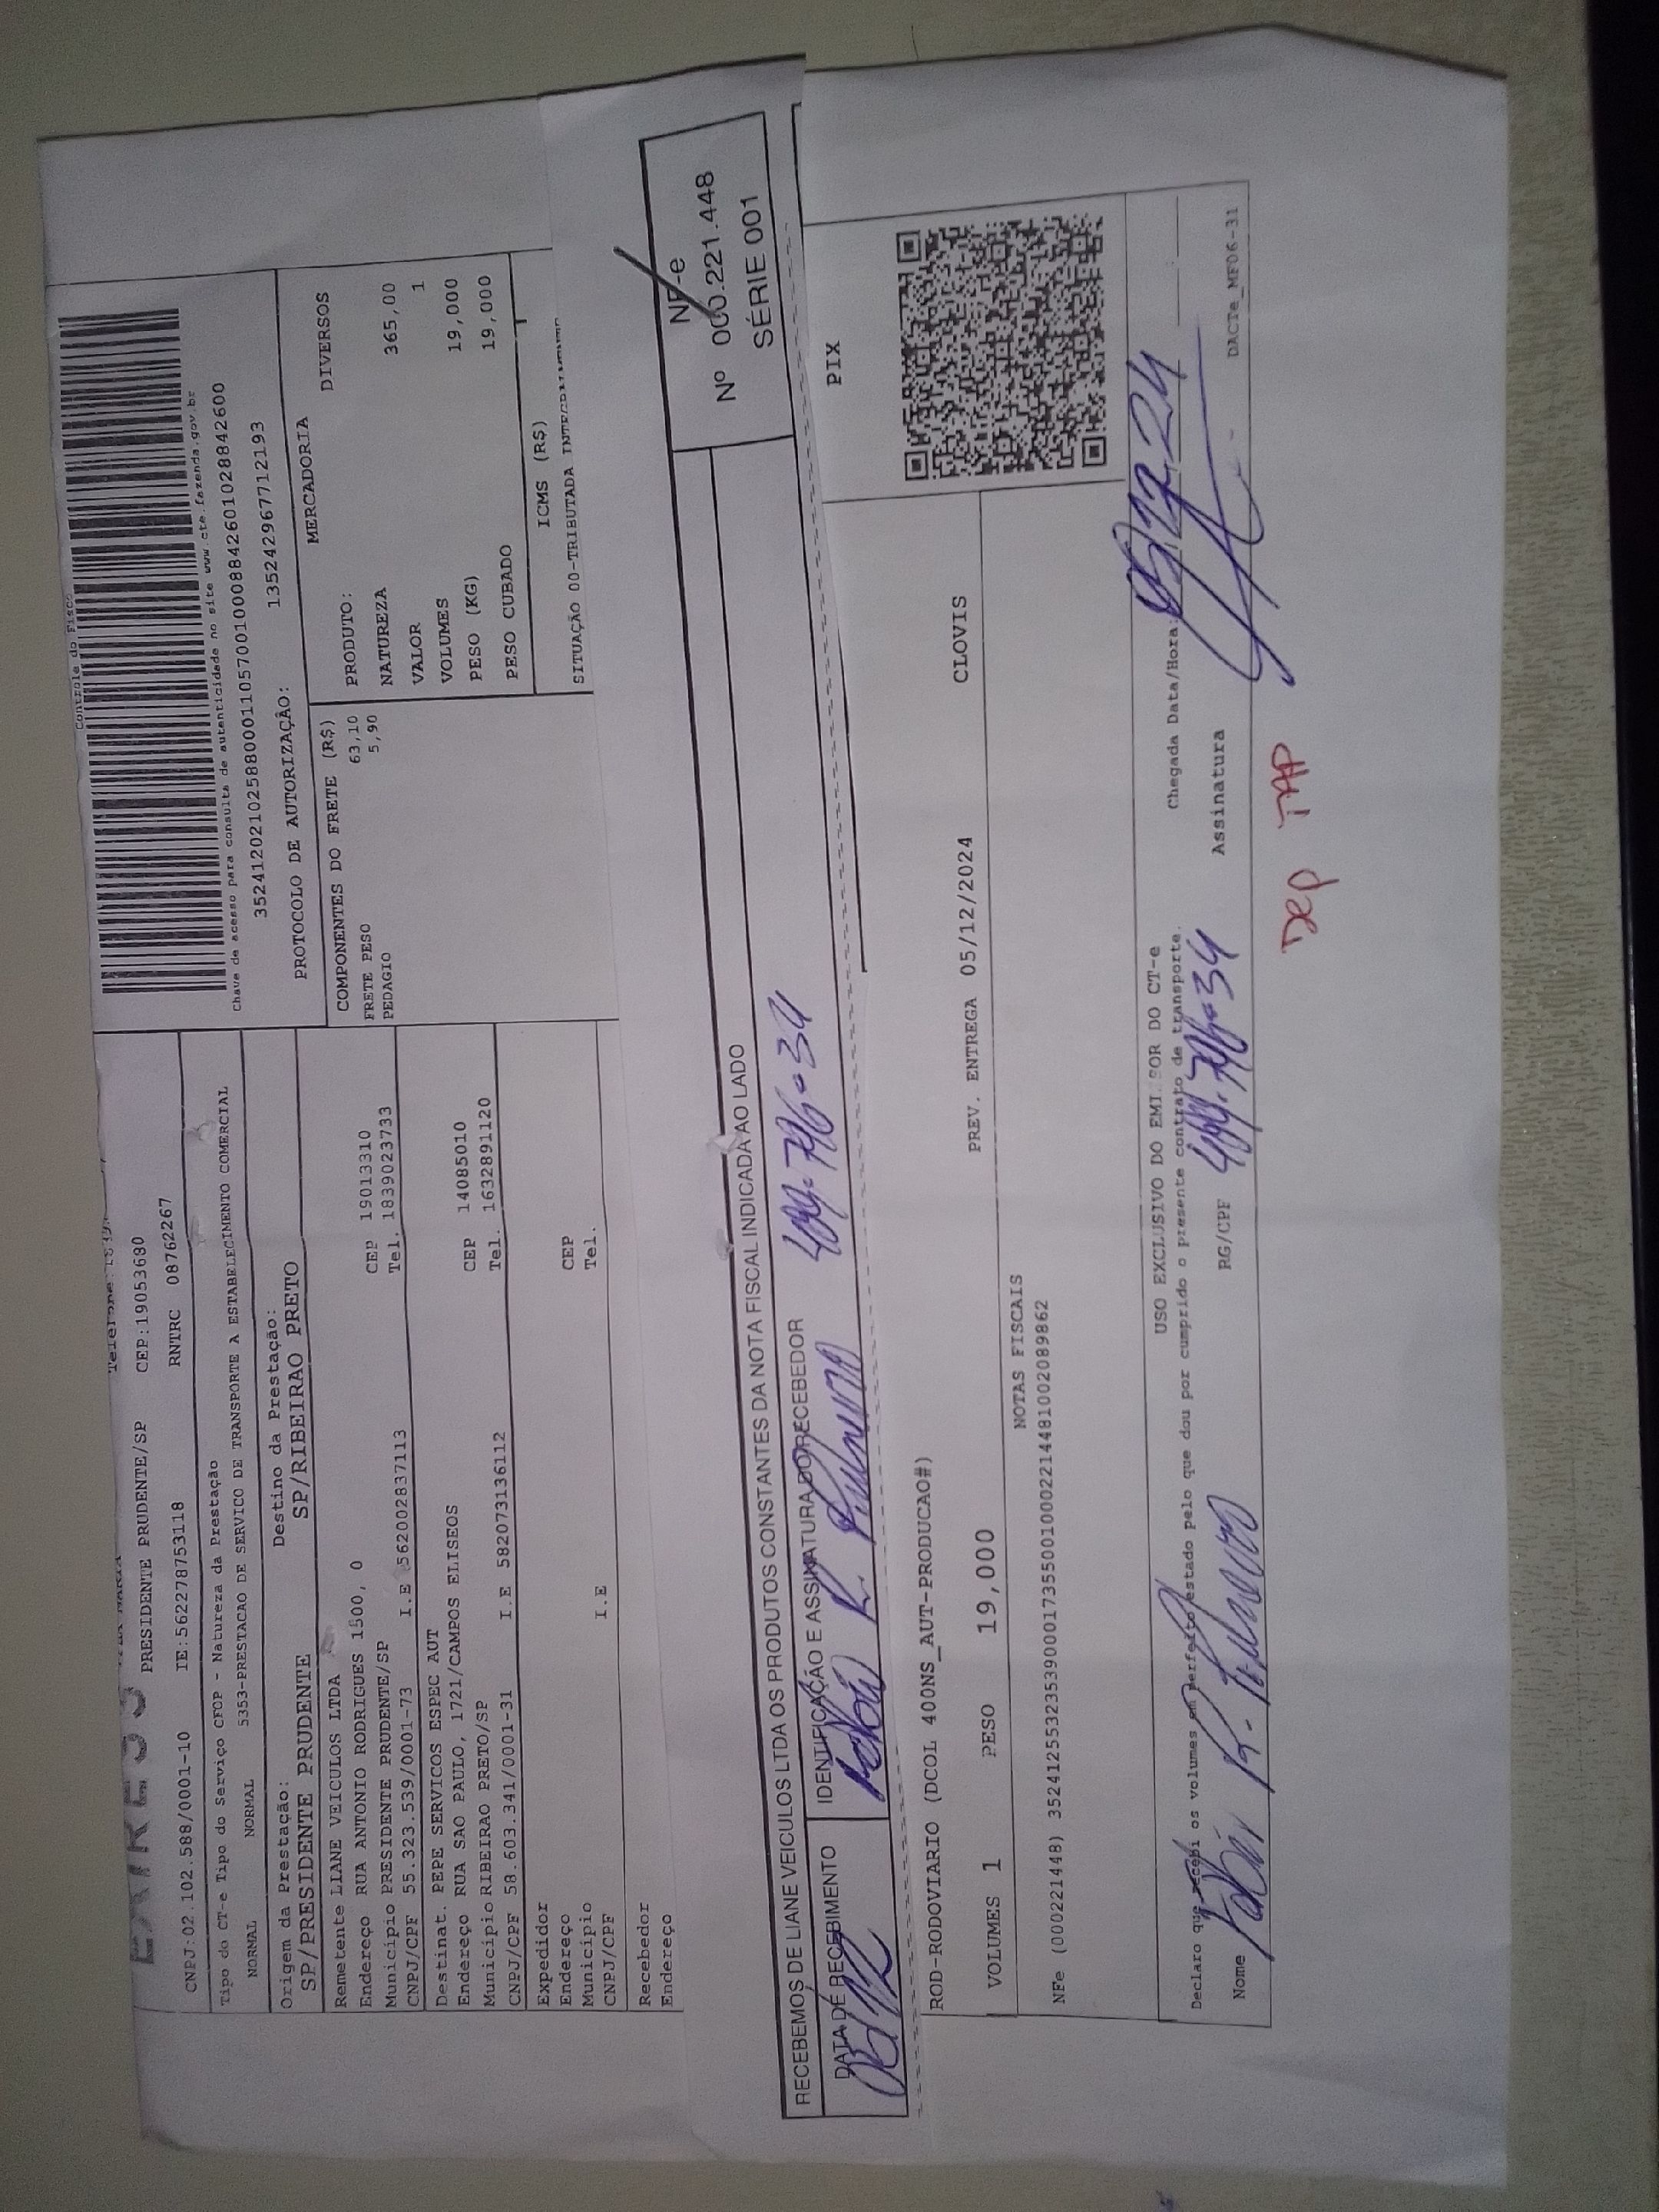 EXPRESS
PRESIDENTE PRUDENTE/SP CEP:19053680
CNPJ:02.102.588/0001-10 IE:562278753118 RNTRC 08762267
Tipo do CT-e Tipo do Serviço CFOP - Natureza da Prestação
NORMAL NORMAL 5353-PRESTACAO DE SERVICO DE TRANSPORTE A ESTABELECIMENTO COMERCIAL
Origem da Prestação: Destino da Prestação:
SP/PRESIDENTE PRUDENTE SP/RIBEIRAO PRETO
Remetente LIANE VEICULOS LTDA
Endereço RUA ANTONIO RODRIGUES 1500, 0 CEP 19013310
Município PRESIDENTE PRUDENTE/SP Tel. 1839023733
CNPJ/CPF 55.323.539/0001-73 I.E 562002837113
Destinat. PEPE SERVICOS ESPEC AUT
Endereço RUA SAO PAULO, 1721/CAMPOS ELISEOS CEP 14085010
Município RIBEIRAO PRETO/SP Tel. 1632891120
CNPJ/CPF 58.603.341/0001-31 I.E 582073136112
Expedidor
Endereço CEP
Município Tel.
CNPJ/CPF I.E
Recebedor
Endereço
Controle do Fisco
Chave de acesso para consulta de autenticidade no site www.cte.fazenda.gov.br
35241202102588000110570010008842601028842600
PROTOCOLO DE AUTORIZAÇÃO: 135242967712193
COMPONENTES DO FRETE (R$)
FRETE PESO 63,10
PEDAGIO 5,90
MERCADORIA
PRODUTO: DIVERSOS
NATUREZA
VALOR 365,00
VOLUMES 1
PESO (KG) 19,000
PESO CUBADO 19,000
ICMS (R$)
SITUAÇÃO 00-TRIBUTADA
RECEBEMOS DE LIANE VEICULOS LTDA OS PRODUTOS CONSTANTES DA NOTA FISCAL INDICADA AO LADO
DATA DE RECEBIMENTO IDENTIFICAÇÃO E ASSINATURA DO RECEBEDOR
NF-e
Nº 000.221.448
SÉRIE 001
ROD-RODOVIARIO (DCOL 400NS_AUT-PRODUCAO#)
PIX
VOLUMES 1 PESO 19,000 PREV. ENTREGA 05/12/2024 CLOVIS
NOTAS FISCAIS
NFe (000221448) 35241255323539000173550010002214481002089862
USO EXCLUSIVO DO EMISSOR DO CT-e
Declaro que recebi os volumes em perfeito estado pelo que dou por cumprido o presente contrato de transporte.
Chegada Data/Hora:
Nome RG/CPF Assinatura
DACTe_MF06-31
DEP TAP